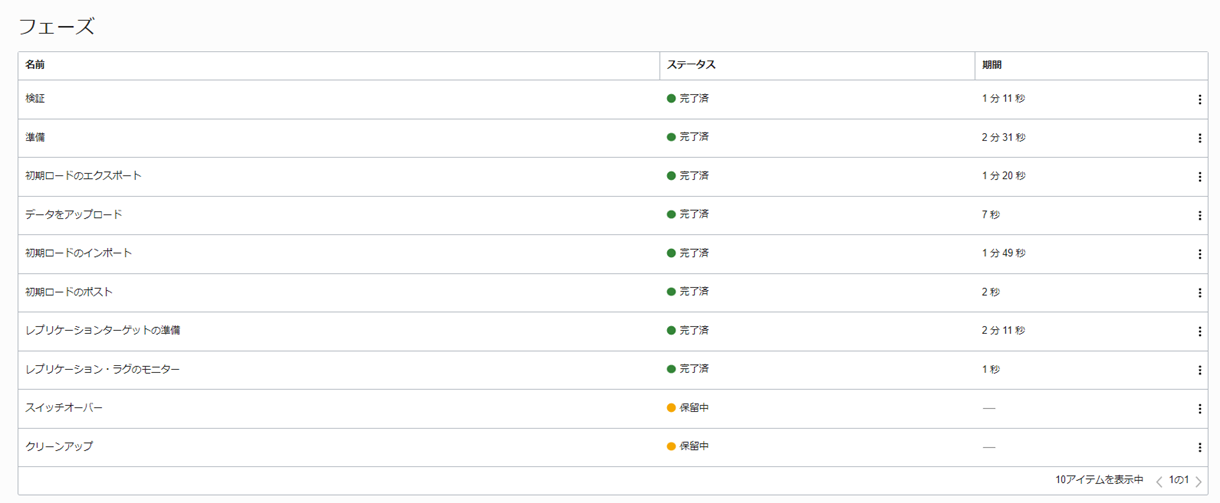 フェーズ
名前 ステータス 期間
検証 完了済 1 分 11 秒
準備 完了済 2 分 31 秒
初期ロードのエクスポート 完了済 1 分 20 秒
データをアップロード 完了済 7 秒
初期ロードのインポート 完了済 1 分 49 秒
初期ロードのポスト 完了済 2 秒
レプリケーションターゲットの準備 完了済 2 分 11 秒
レプリケーション・ラグのモニター 完了済 1 秒
スイッチオーバー 保留中 —
クリーンアップ 保留中 —
10アイテムを表示中 1の1